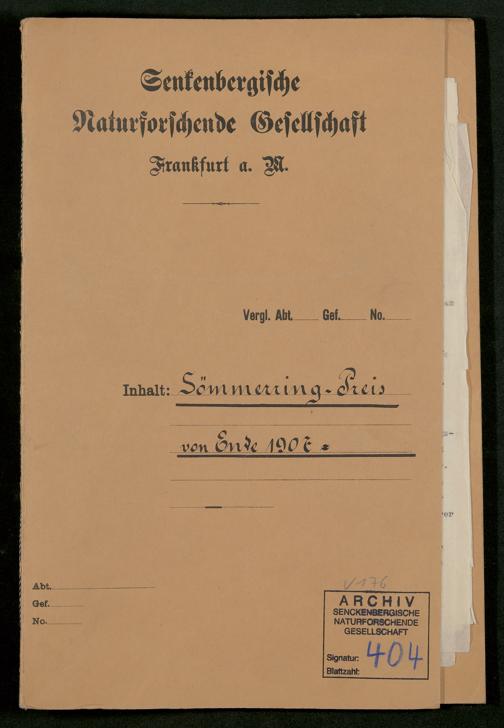 Senkenbergische
Naturforschende Gesellschaft
Frankfurt a. M.
Vergl. Abt. Gef. No.
Inhalt: Sömmerring-Preis
von Ende 1907 =
Abt.
Gef.
No.
V 176
ARCHIV
SENCKENBERGISCHE
NATURFORSCHENDE
GESELLSCHAFT
Signatur: 404
Blattzahl: